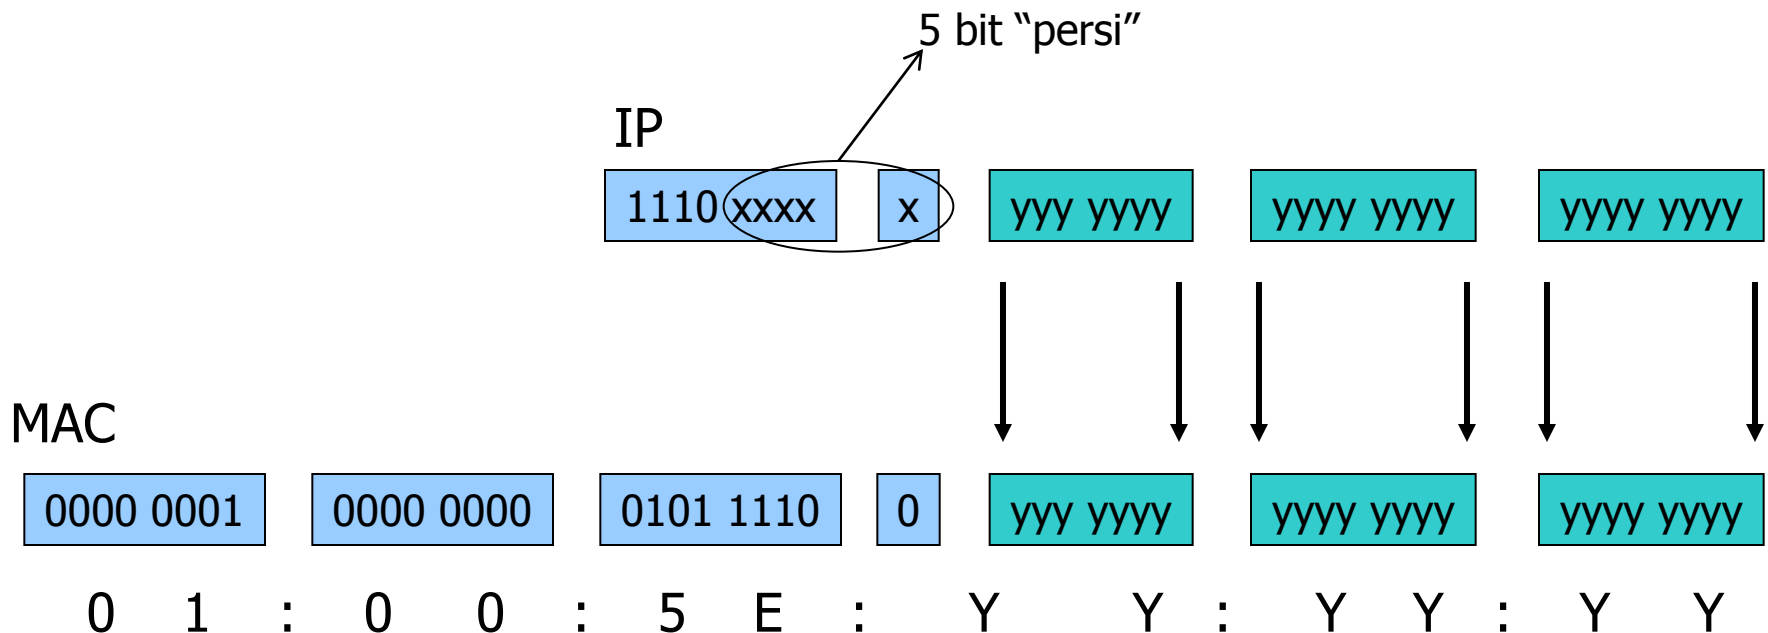 5 bit “persi”
IP
1110 xxxx x yyy yyyy yyyy yyyy yyyy yyyy
MAC
0000 0001 0000 0000 0101 1110 0 yyy yyyy yyyy yyyy yyyy yyyy
0 1 : 0 0 : 5 E : Y Y : Y Y : Y Y